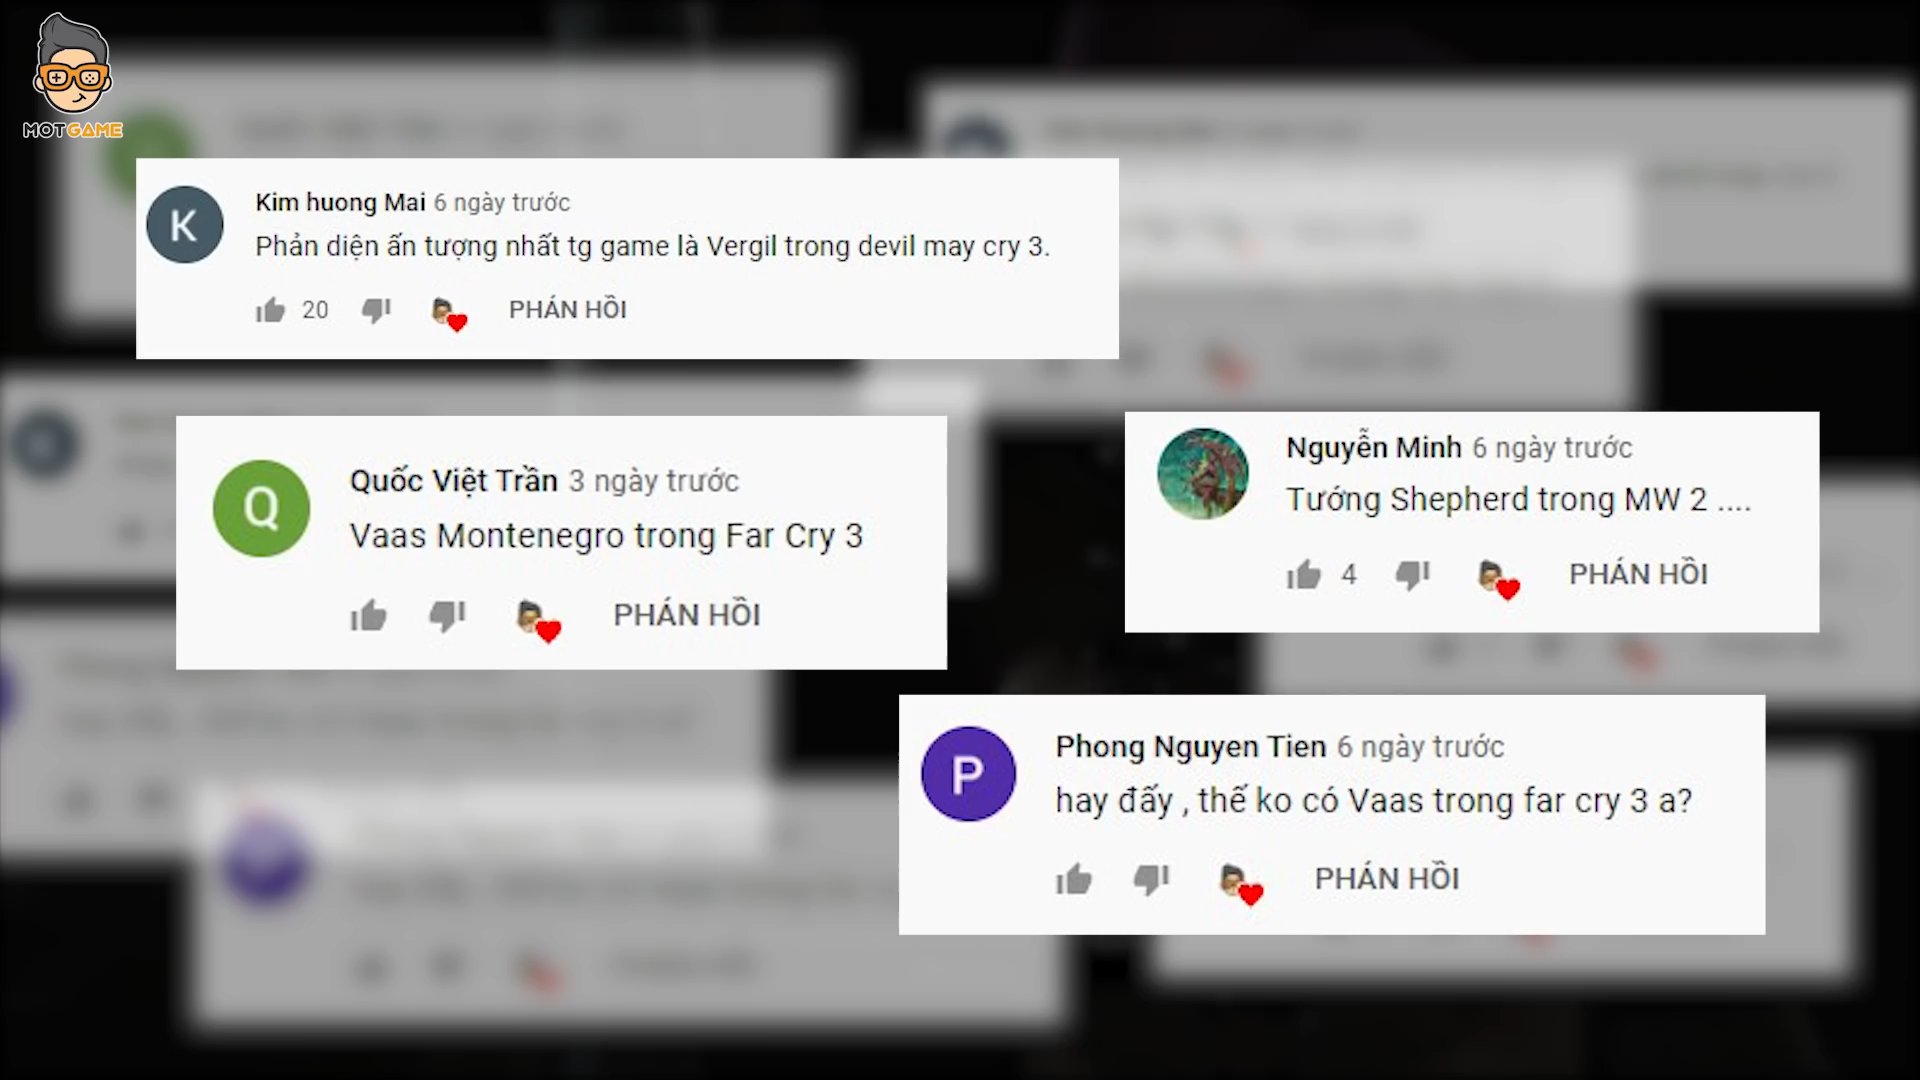 MOTGAME
Kim huong Mai 6 ngày trước
Phản diện ấn tượng nhất tg game là Vergil trong devil may cry 3.
20 PHẢN HỒI
Quốc Việt Trần 3 ngày trước
Vaas Montenegro trong Far Cry 3
PHẢN HỒI
Nguyễn Minh 6 ngày trước
Tướng Shepherd trong MW 2 ....
4 PHẢN HỒI
Phong Nguyen Tien 6 ngày trước
hay đấy , thế ko có Vaas trong far cry 3 a?
PHẢN HỒI
K
Q
P